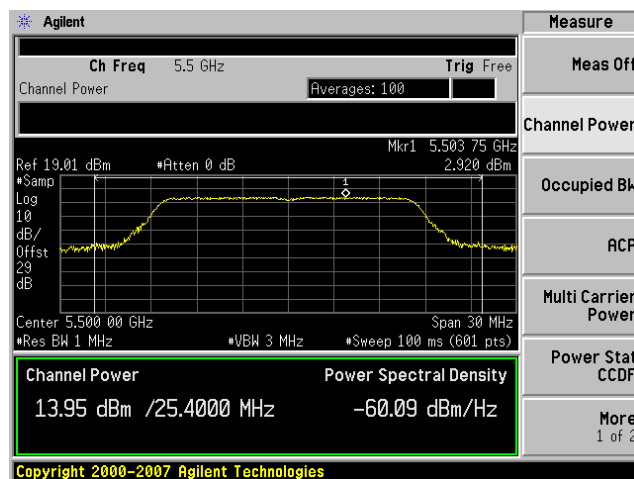 Agilent
Measure
Ch Freq 5.5 GHz Trig Free
Meas Off
Channel Power Averages: 100
Channel Power
Mkr1 5.503 75 GHz
Ref 19.01 dBm #Atten 0 dB 2.920 dBm
#Samp
1
Log
Occupied BW
10
dB/
Offst
ACP
29
dB
Multi Carrier
Power
Center 5.500 00 GHz Span 30 MHz
#Res BW 1 MHz #VBW 3 MHz #Sweep 100 ms (601 pts)
Power Stat
CCDF
Channel Power Power Spectral Density
13.95 dBm /25.4000 MHz -60.09 dBm/Hz
More
1 of 2
Copyright 2000-2007 Agilent Technologies